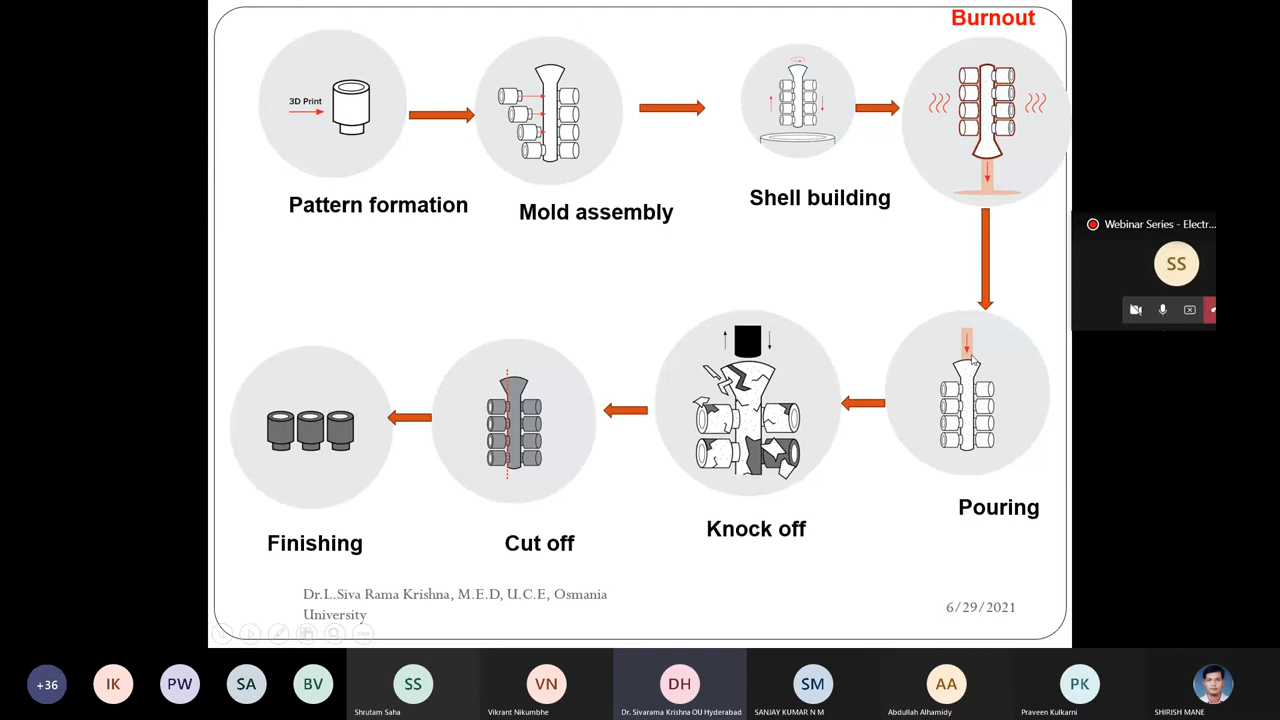 Burnout
3D Print
Pattern formation
Mold assembly
Shell building
Webinar Series - Electr...
SS
Finishing
Cut off
Knock off
Pouring
Dr.L.Siva Rama Krishna, M.E.D, U.C.E, Osmania
University
6/29/2021
+36
IK
PW
SA
BV
SS
Shrutam Saha
VN
Vikrant Nikumbhe
DH
Dr. Sivarama Krishna OU Hyderabad
SM
SANJAY KUMAR N M
AA
Abdullah Alhamidy
PK
Praveen Kulkarni
SHIRISH MANE